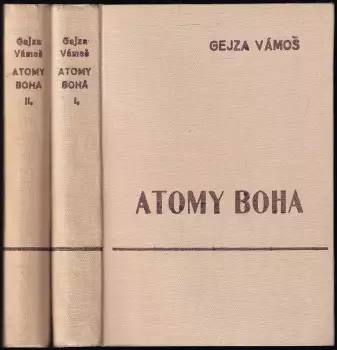 Gejza
Vámoš
ATOMY
BOHA
II.
Gejza
Vámoš
ATOMY
BOHA
I.
GEJZA VÁMOŠ
ATOMY BOHA